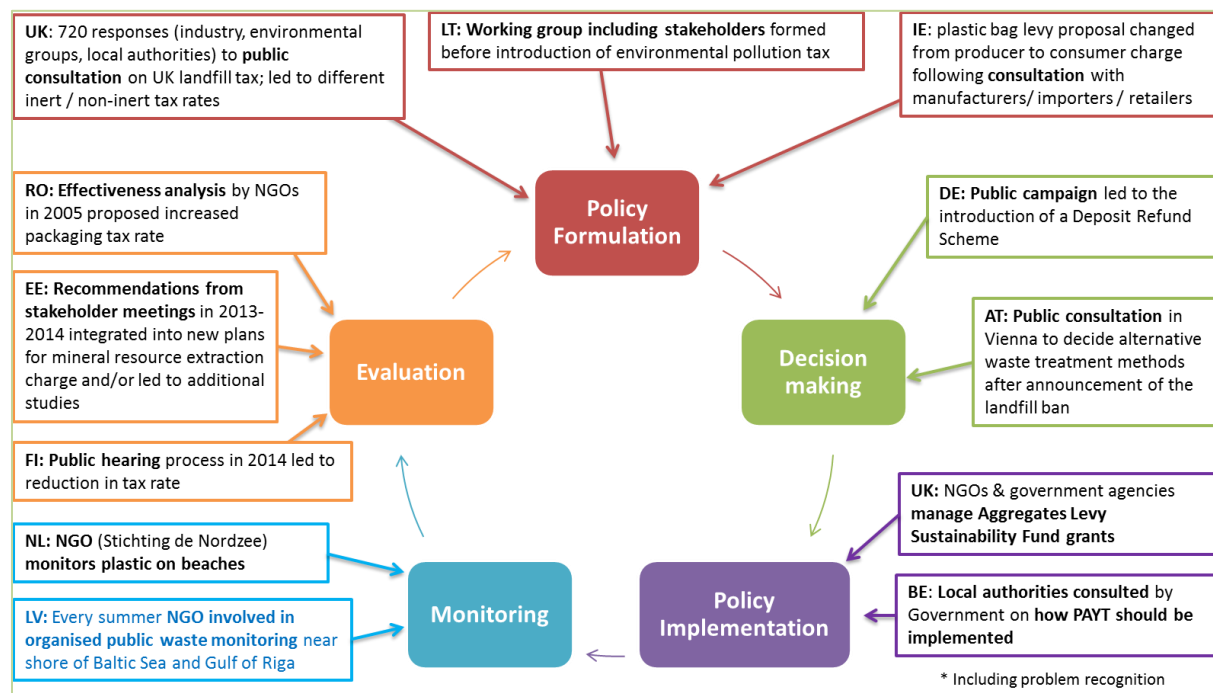 UK: 720 responses (industry, environmental
groups, local authorities) to public
consultation on UK landfill tax; led to different
inert / non-inert tax rates
LT: Working group including stakeholders formed
before introduction of environmental pollution tax
IE: plastic bag levy proposal changed
from producer to consumer charge
following consultation with
manufacturers/ importers / retailers
Policy
Formulation
RO: Effectiveness analysis by NGOs
in 2005 proposed increased
packaging tax rate
DE: Public campaign led to the
introduction of a Deposit Refund
Scheme
EE: Recommendations from
stakeholder meetings in 2013-
2014 integrated into new plans
for mineral resource extraction
charge and/or led to additional
studies
Evaluation
Decision
making
AT: Public consultation in
Vienna to decide alternative
waste treatment methods
after announcement of the
landfill ban
FI: Public hearing process in 2014 led to
reduction in tax rate
UK: NGOs & government agencies
manage Aggregates Levy
Sustainability Fund grants
NL: NGO (Stichting de Nordzee)
monitors plastic on beaches
Monitoring
Policy
Implementation
BE: Local authorities consulted by
Government on how PAYT should be
implemented
LV: Every summer NGO involved in
organised public waste monitoring near
shore of Baltic Sea and Gulf of Riga
* Including problem recognition